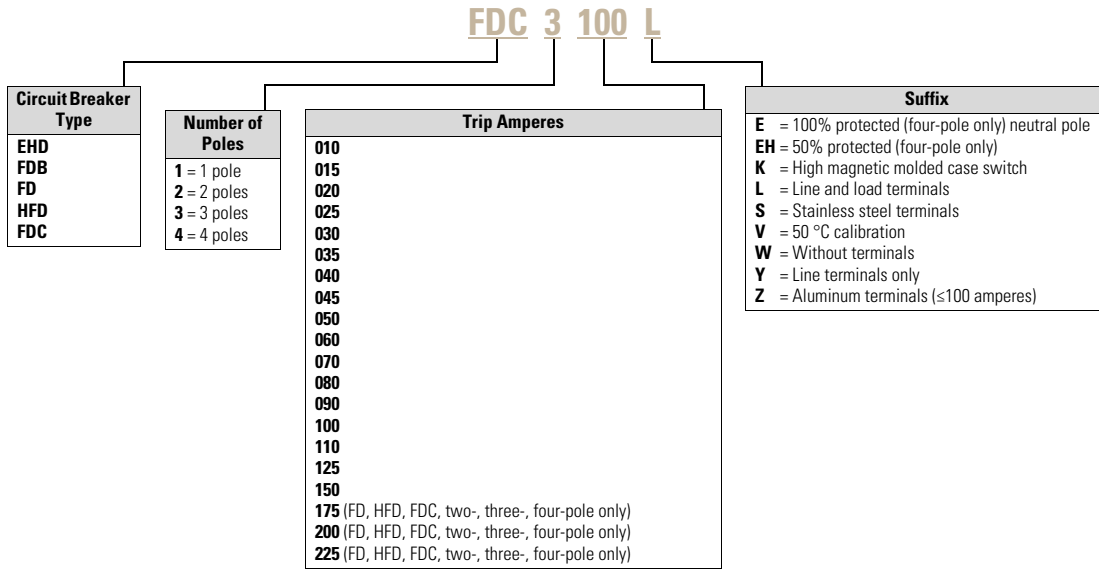 FDC 3 100 L
Circuit Breaker
Type
EHD
FDB
FD
HFD
FDC
Number of
Poles
1 = 1 pole
2 = 2 poles
3 = 3 poles
4 = 4 poles
Trip Amperes
010
015
020
025
030
035
040
045
050
060
070
080
090
100
110
125
150
175 (FD, HFD, FDC, two-, three-, four-pole only)
200 (FD, HFD, FDC, two-, three-, four-pole only)
225 (FD, HFD, FDC, two-, three-, four-pole only)
Suffix
E = 100% protected (four-pole only) neutral pole
EH = 50% protected (four-pole only)
K = High magnetic molded case switch
L = Line and load terminals
S = Stainless steel terminals
V = 50 °C calibration
W = Without terminals
Y = Line terminals only
Z = Aluminum terminals (≤100 amperes)